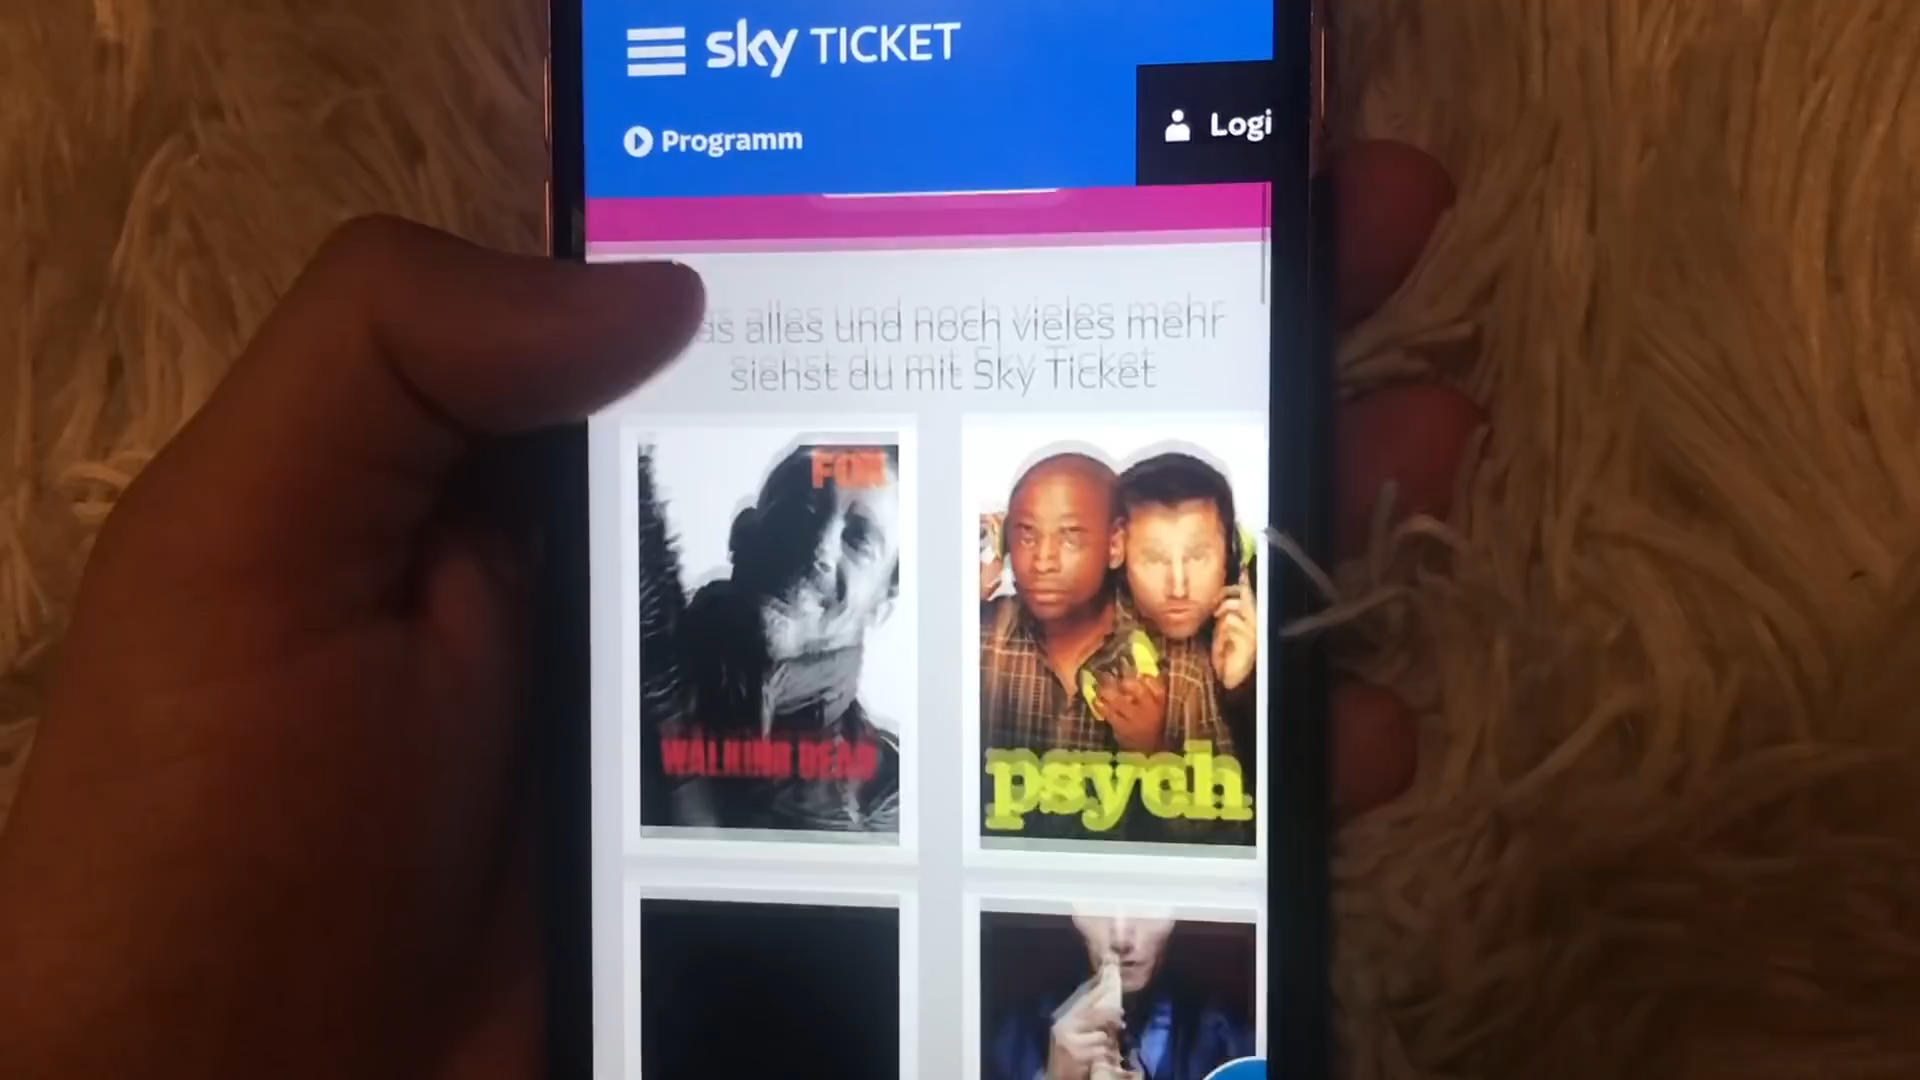 sky TICKET
Programm
Logi
as alles und noch vieles mehr
siehst du mit Sky Ticket
FOX
WALKING DEAD
psych